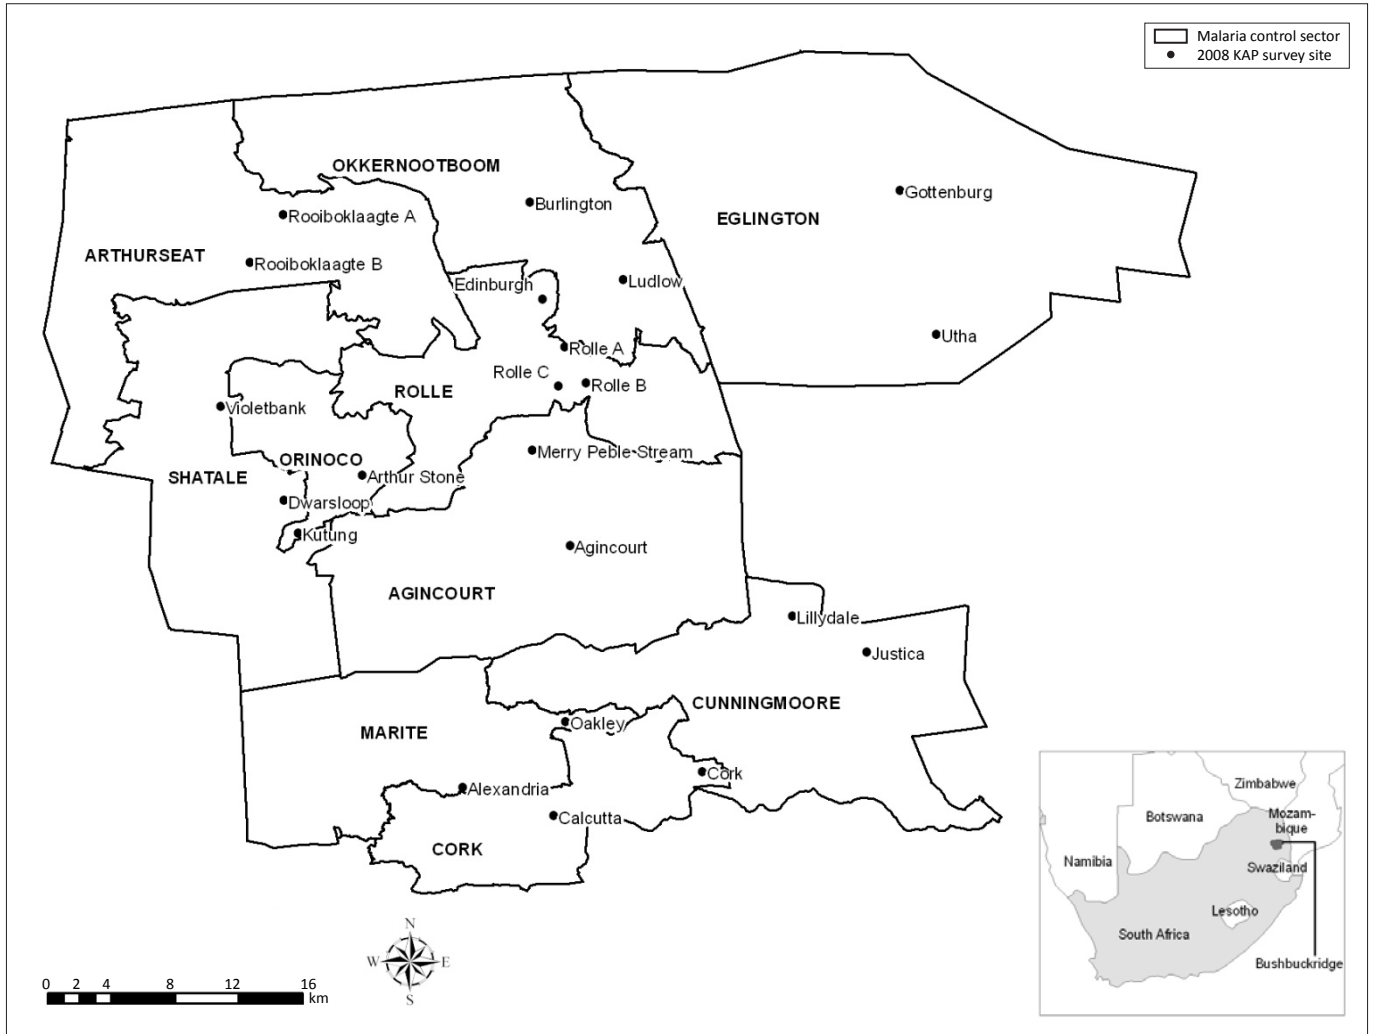 Malaria control sector
2008 KAP survey site
OKKERNOOTBOOM
Gottenburg
Burlington
Rooiboklaagte A
EGLINGTON
ARTHURSEAT
Rooiboklaagte B
Edinburgh
Ludlow
Utha
Rolle A
Rolle C
Rolle B
ROLLE
Violetbank
Merry Peble Stream
ORINOCO
SHATALE
Arthur Stone
Dwarsloop
Kutung
Agincourt
AGINCOURT
Lillydale
Justica
CUNNINGMOORE
Oakley
MARITE
Cork
Alexandria
Calcutta
CORK
Zimbabwe
Botswana
Mozam-
bique
Namibia
Swaziland
Lesotho
South Africa
Bushbuckridge
N
W E
S
0 2 4 8 12 16
km